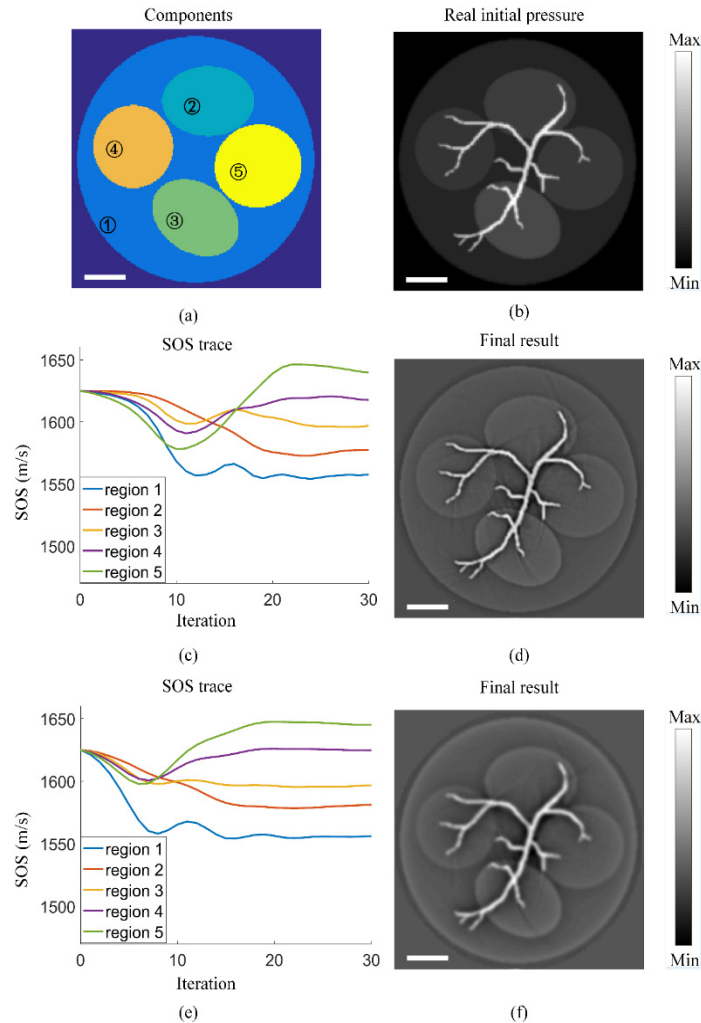 Components
Real initial pressure
②
④
⑤
③
①
Max
Min
(a)
(b)
SOS trace
Final result
1650
1600
1550
1500
SOS (m/s)
region 1
region 2
region 3
region 4
region 5
0
10
20
30
Iteration
Max
Min
(c)
(d)
SOS trace
Final result
1650
1600
1550
1500
SOS (m/s)
region 1
region 2
region 3
region 4
region 5
0
10
20
30
Iteration
Max
Min
(e)
(f)